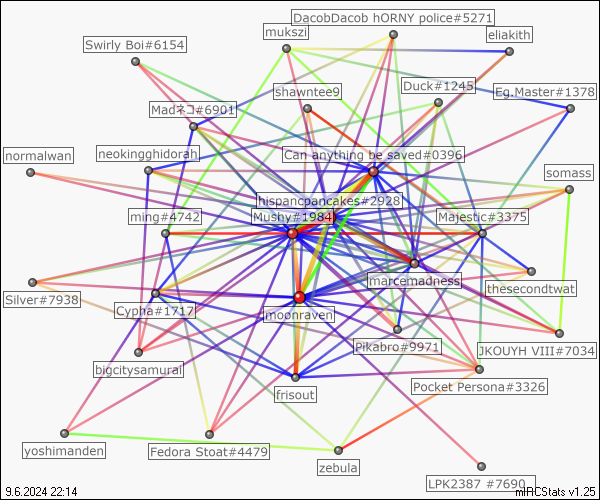 DacobDacob hORNY police#5271
mukszi
eliakith
Swirly Boi#6154
shawntee9
Duck#1245
Eg.Master#1378
Madネコ#6901
normalwan
neokingghidorah
Can anything be saved#0396
somass
hispancpancakes#2928
ming#4742
Mushy#1984
Majestic#3375
marcemadness
thesecondtwat
Silver#7938
Cypha#1717
moonraven
Pikabro#9971
JKOUYH VIII#7034
bigcitysamurai
Pocket Persona#3326
frisout
yoshimanden
Fedora Stoat#4479
zebula
LPK2387 #7690
9.6.2024 22:14
mIRCStats v1.25